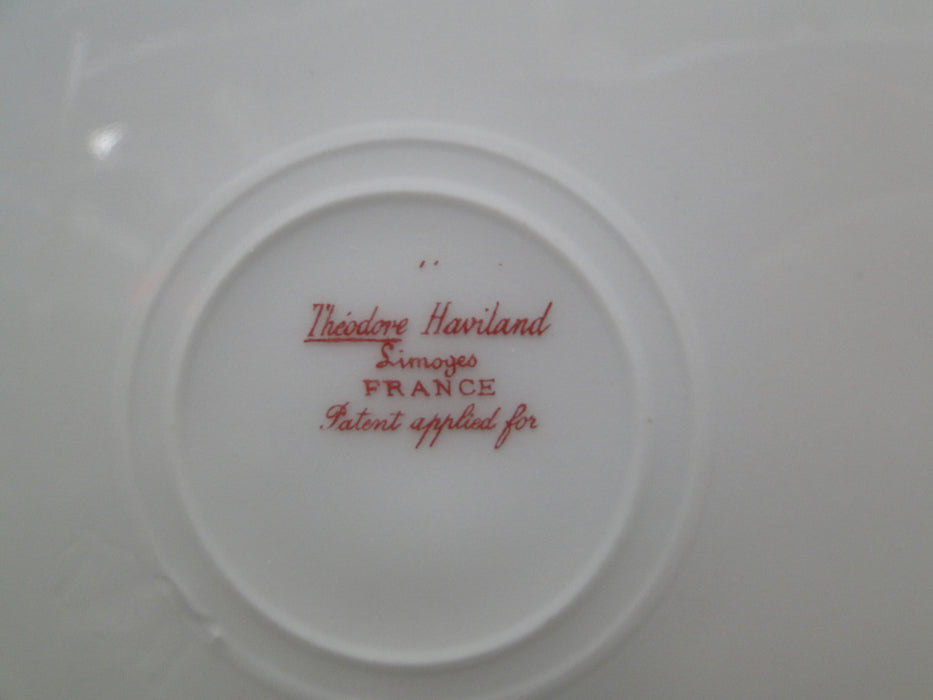 Théodore Haviland
Limoges
FRANCE
Patent applied for